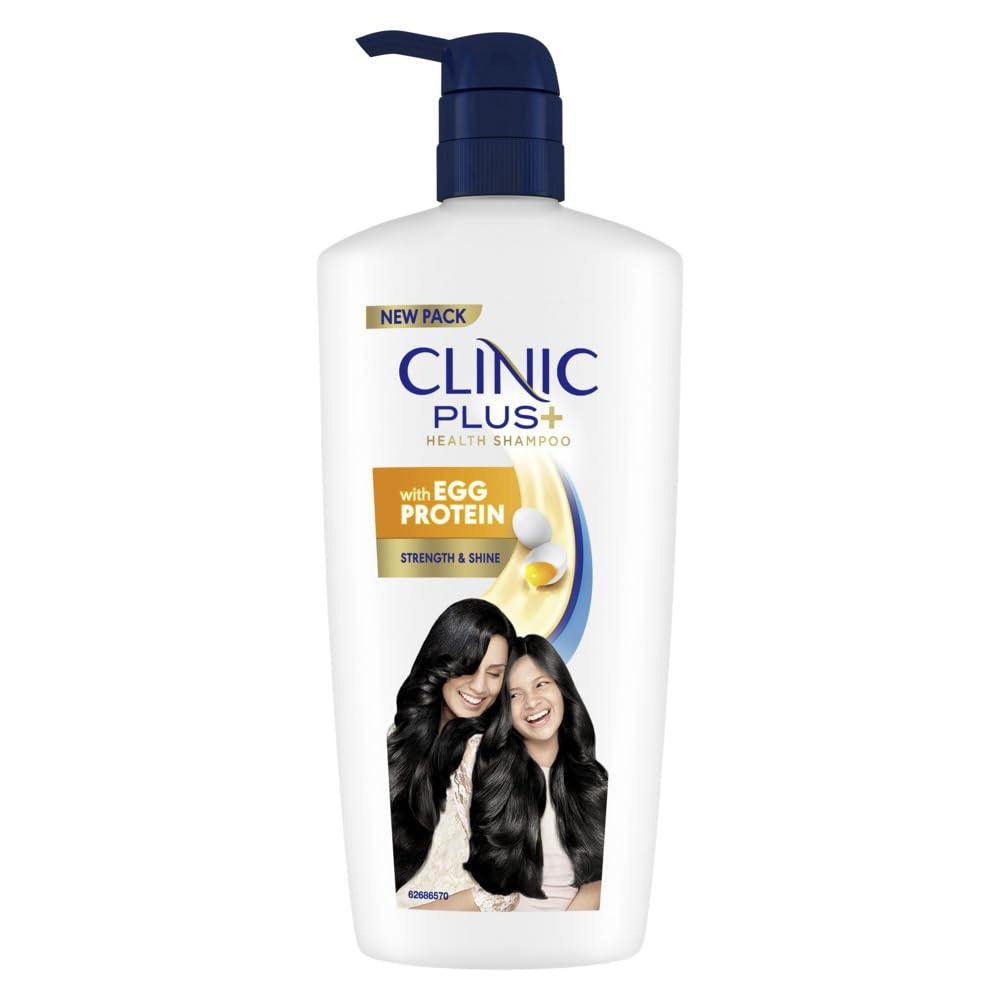 NEW PACK
CLINIC
PLUS+
HEALTH SHAMPOO
with EGG
PROTEIN
STRENGTH & SHINE
62686570